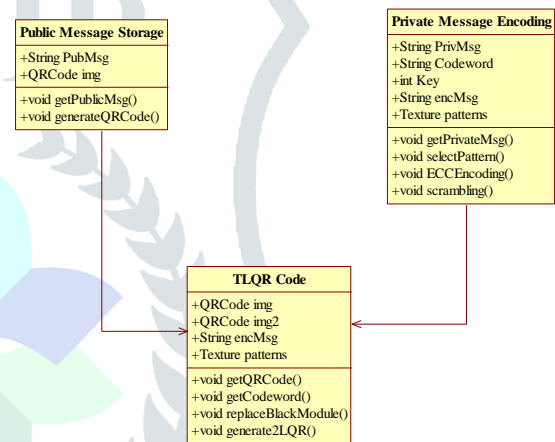 Public Message Storage
+String PubMsg
+QRCode img
+void getPublicMsg()
+void generateQRCode()
Private Message Encoding
+String PrivMsg
+String Codeword
+int Key
+String encMsg
+Texture patterns
+void getPrivateMsg()
+void selectPattern()
+void ECCEncoding()
+void scrambling()
TLQR Code
+QRCode img
+QRCode img2
+String encMsg
+Texture patterns
+void getQRCode()
+void getCodeword()
+void replaceBlackModule()
+void generate2LQR()